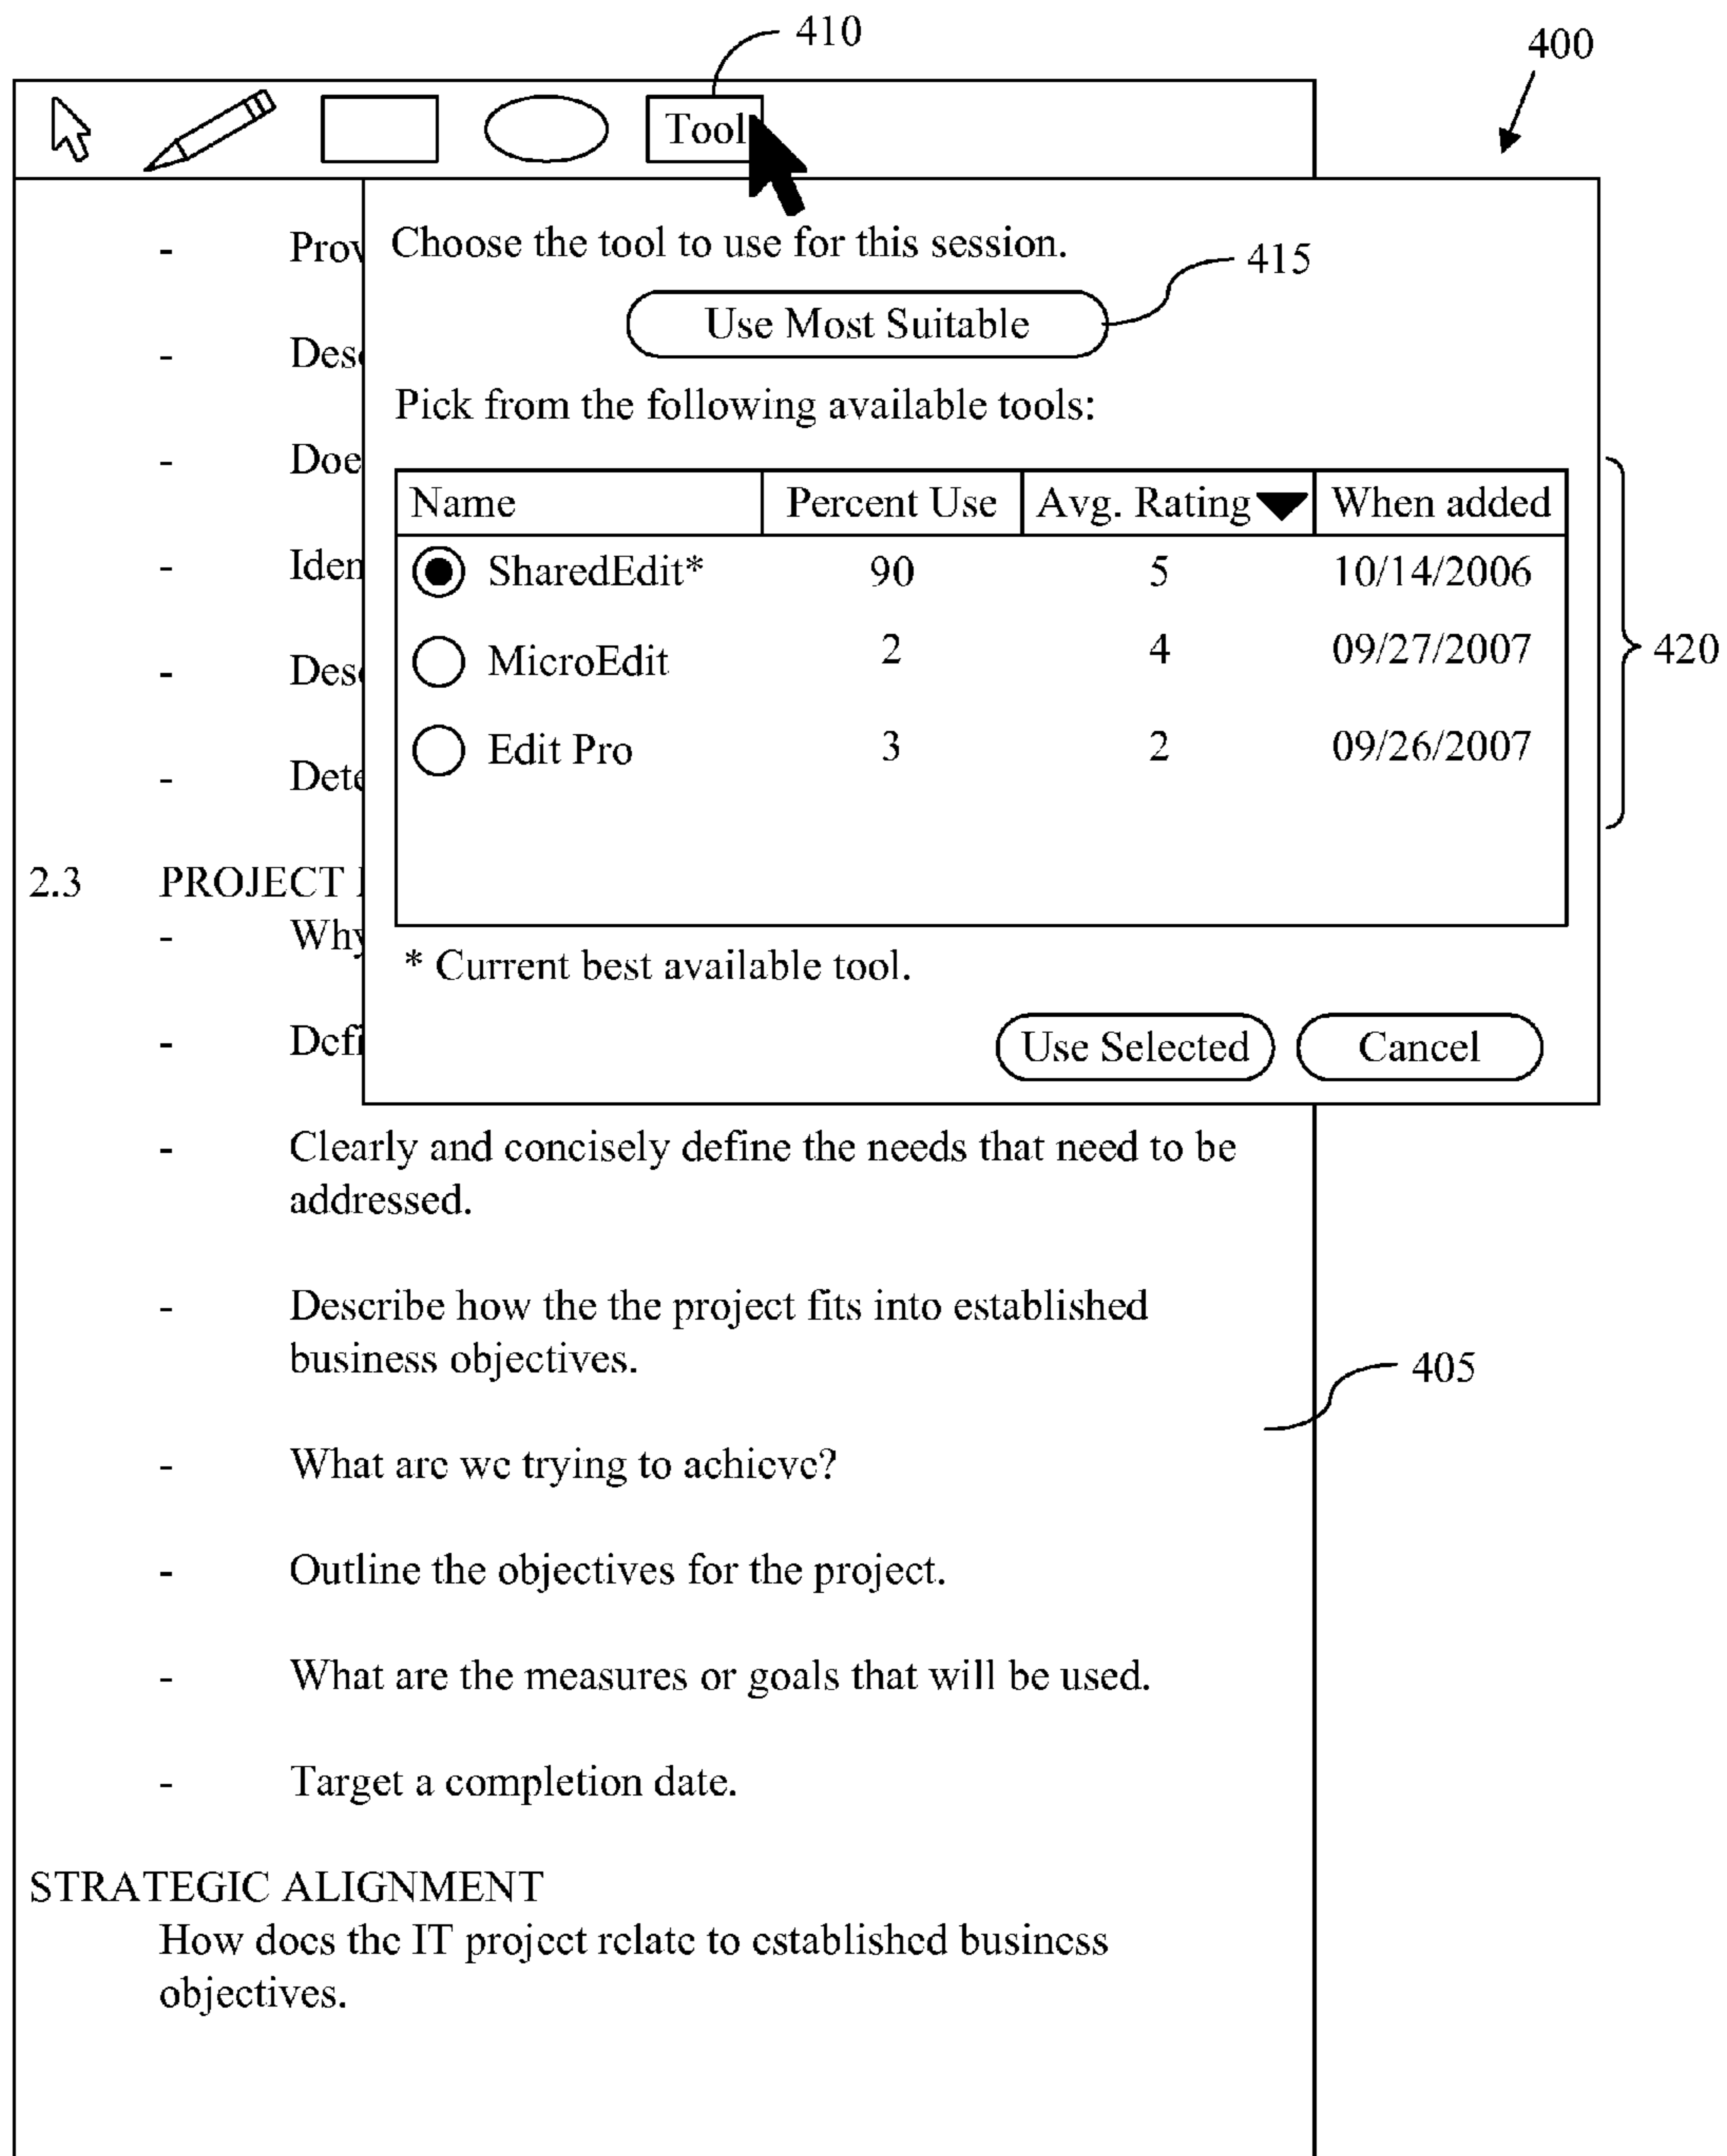 410
400
Tool
Choose the tool to use for this session.
415
Use Most Suitable
Pick from the following available tools:
Name Percent Use Avg. Rating When added
SharedEdit* 90 5 10/14/2006
MicroEdit 2 4 09/27/2007
Edit Pro 3 2 09/26/2007
420
* Current best available tool.
Use Selected Cancel
- Prov
- Des
- Doe
- Iden
- Des
- Dete
2.3 PROJECT
- Why
- Defi
- Clearly and concisely define the needs that need to be
addressed.
- Describe how the the project fits into established
business objectives.
405
- What are we trying to achieve?
- Outline the objectives for the project.
- What are the measures or goals that will be used.
- Target a completion date.
STRATEGIC ALIGNMENT
How does the IT project relate to established business
objectives.